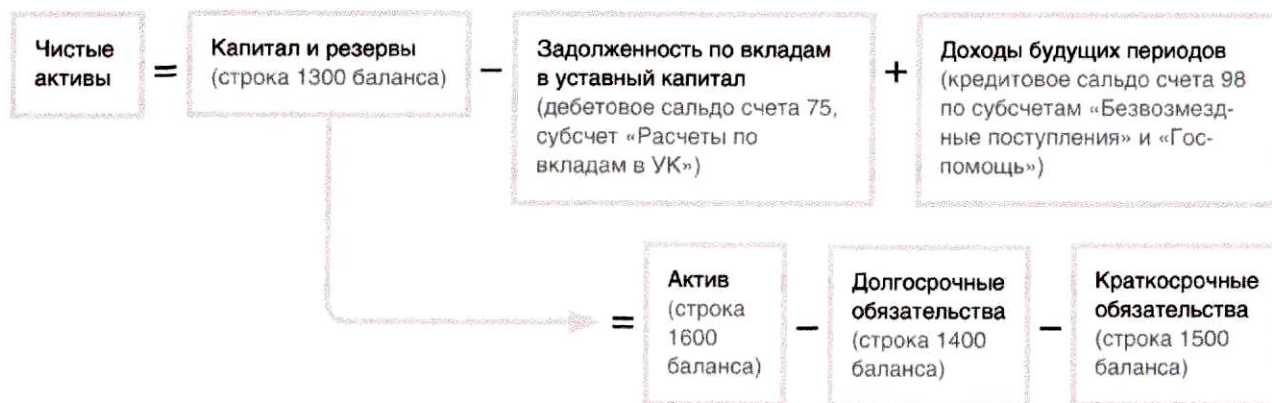 Чистые
активы
=
Капитал и резервы
(строка 1300 баланса)
−
Задолженность по вкладам
в уставный капитал
(дебетовое сальдо счета 75,
субсчет «Расчеты по
вкладам в УК»)
+
Доходы будущих периодов
(кредитовое сальдо счета 98
по субсчетам «Безвозмезд-
ные поступления» и «Гос-
помощь»)
=
Актив
(строка
1600
баланса)
−
Долгосрочные
обязательства
(строка 1400
баланса)
−
Краткосрочные
обязательства
(строка 1500
баланса)